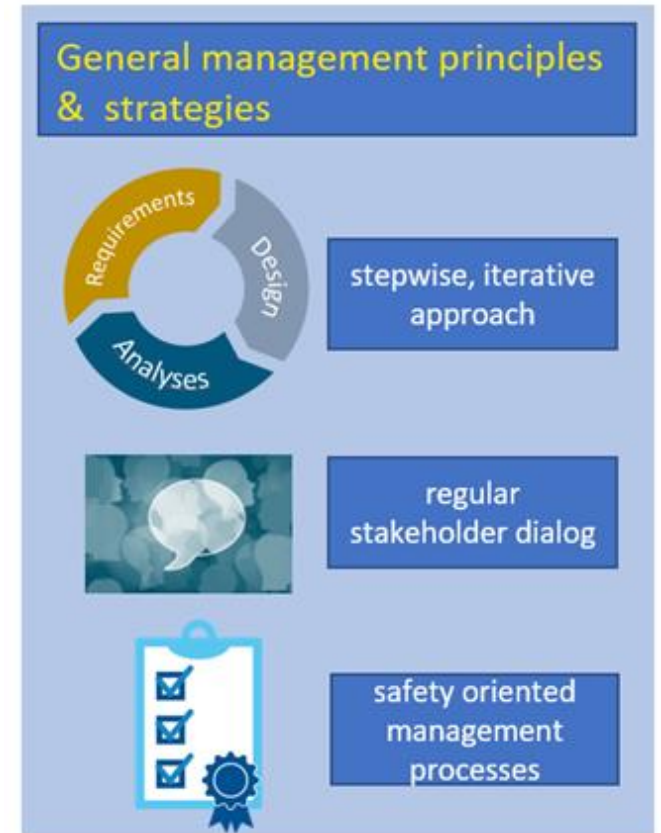 General management principles
& strategies
Requirements
Design
Analyses
stepwise, iterative
approach
regular
stakeholder dialog
safety oriented
management
processes